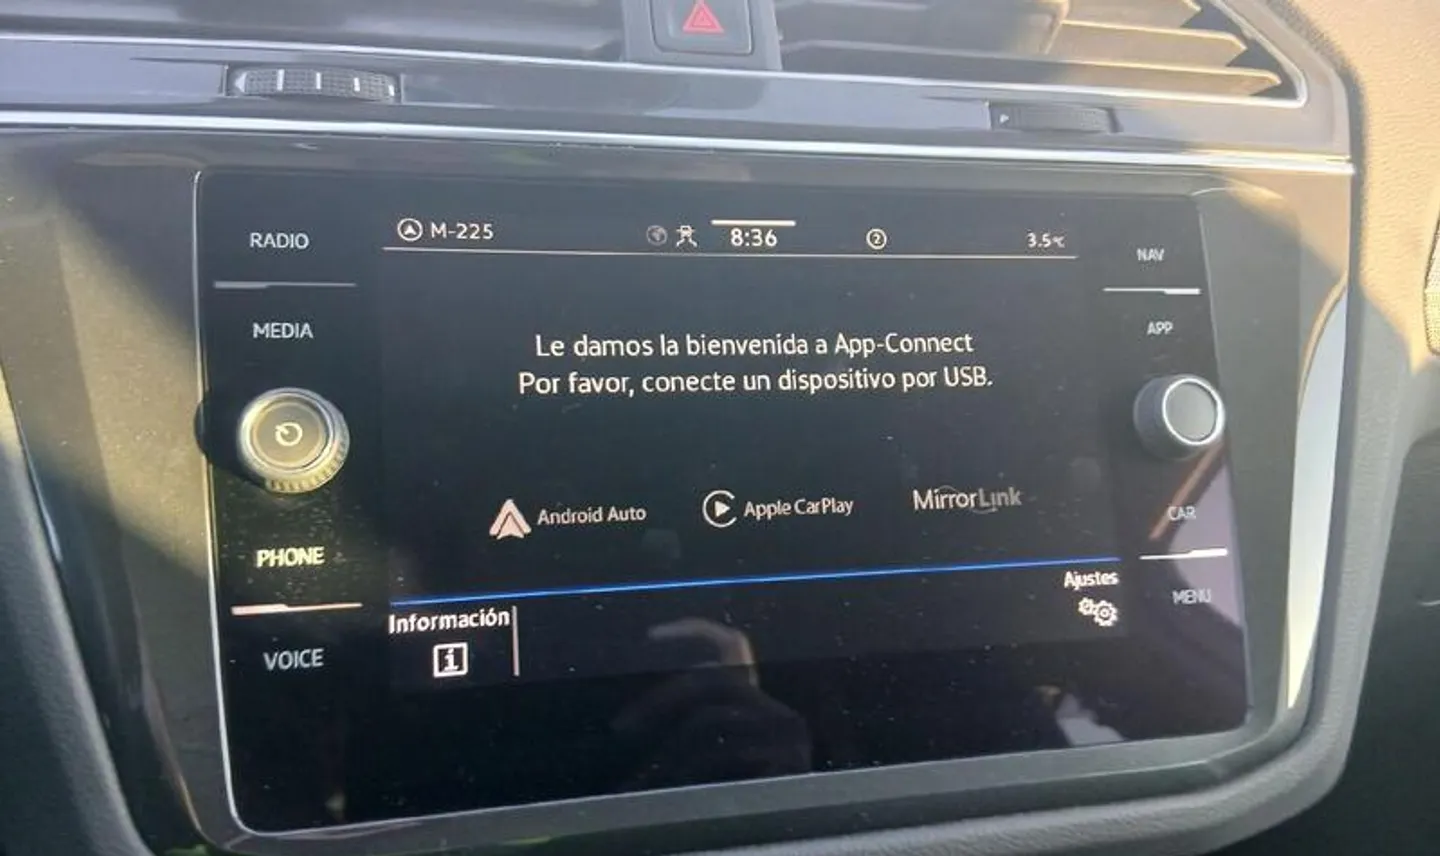 P
RADIO
MEDIA
PHONE
VOICE
M-225
8:36
2
3.5°C
Le damos la bienvenida a App-Connect
Por favor, conecte un dispositivo por USB.
Android Auto
Apple CarPlay
MirrorLink
Información
i
Ajustes
NAV
APP
CAR
MENU